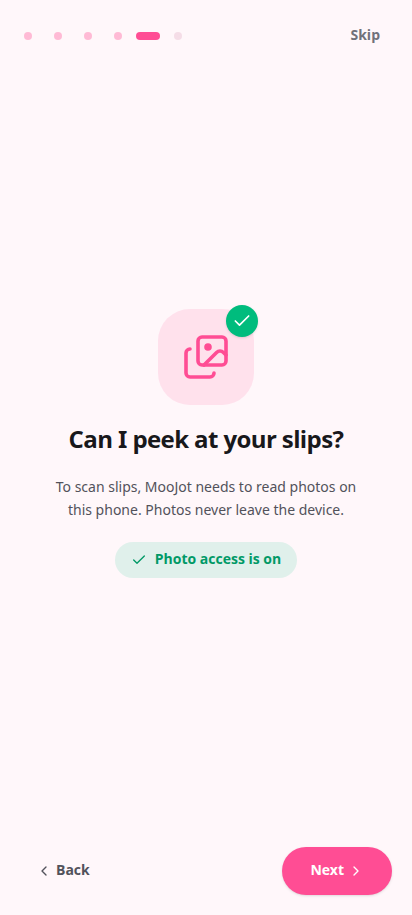 Skip
Can I peek at your slips?
To scan slips, MooJot needs to read photos on
this phone. Photos never leave the device.
Photo access is on
Back
Next